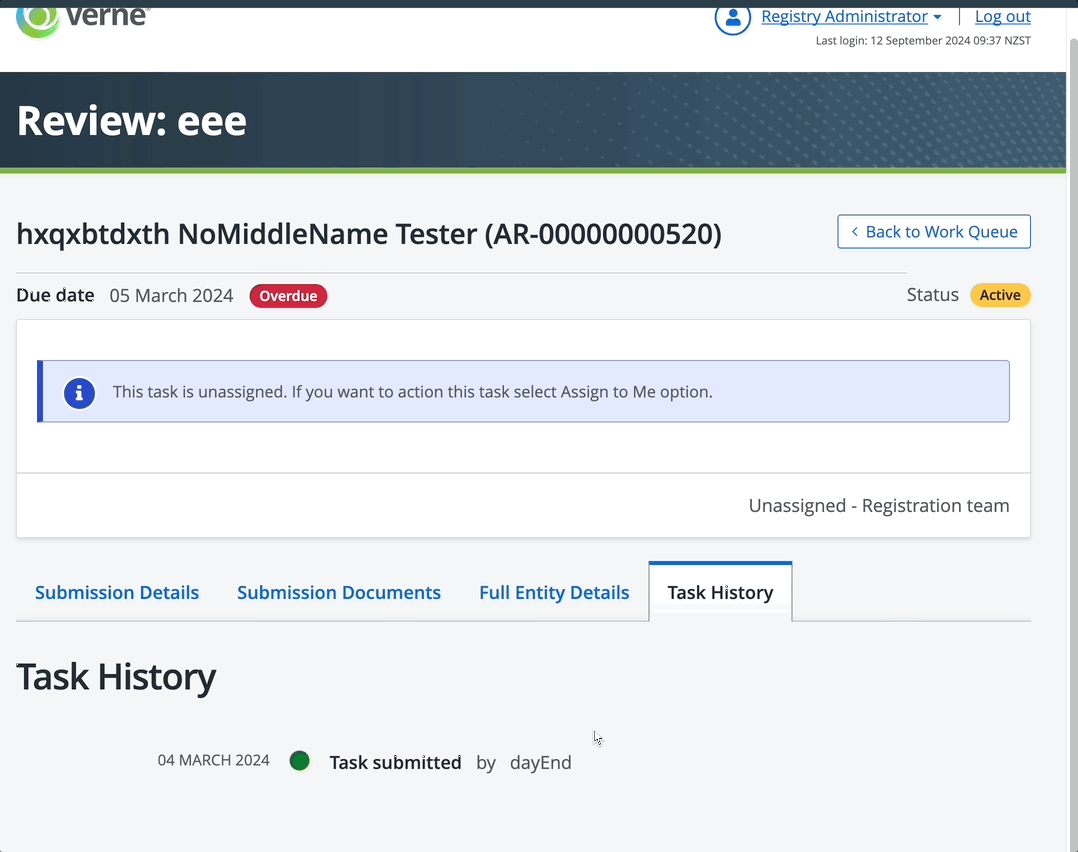 verne
Registry Administrator
Log out
Last login: 12 September 2024 09:37 NZST
Review: eee
hxqxbtdxth NoMiddleName Tester (AR-00000000520)
Back to Work Queue
Due date 05 March 2024 Overdue
Status Active
This task is unassigned. If you want to action this task select Assign to Me option.
Unassigned - Registration team
Submission Details Submission Documents Full Entity Details Task History
Task History
04 MARCH 2024 Task submitted by dayEnd